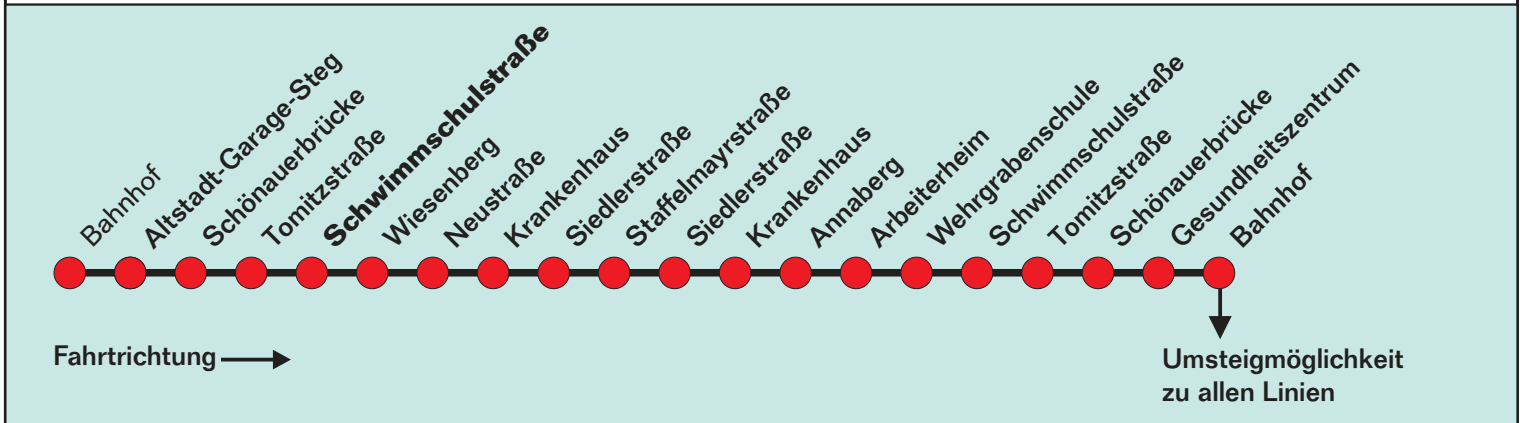 Bahnhof
Altstadt-Garage-Steg
Schönauerbrücke
Tomitzstraße
Schwimmschulstraße
Wiesenberg
Neustraße
Krankenhaus
Siedlerstraße
Staffelmayrstraße
Siedlerstraße
Krankenhaus
Annaberg
Arbeiterheim
Wehrgrabenschule
Schwimmschulstraße
Tomitzstraße
Schönauerbrücke
Gesundheitszentrum
Bahnhof
Fahrtrichtung
Umsteigmöglichkeit
zu allen Linien